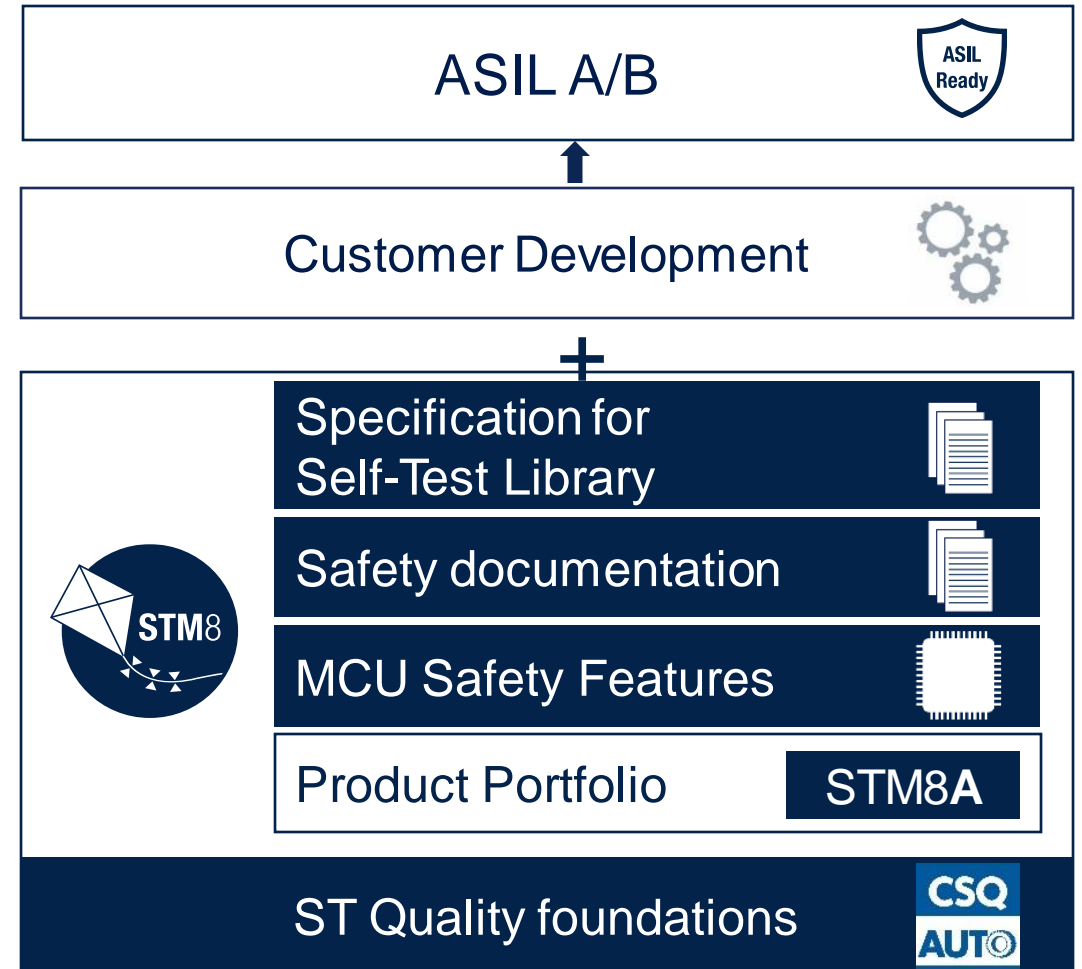 ASIL A/B
ASIL
Ready
Customer Development
+
Specification for
Self-Test Library
Safety documentation
STM8
MCU Safety Features
Product Portfolio
STM8A
ST Quality foundations
CSQ
AUTO